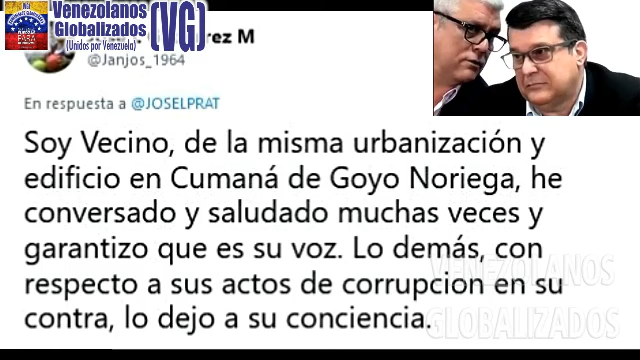 Venezolanos
Globalizados
(Unidos por Venezuela)
(VG)
rez M
@Janjos_1964
En respuesta a @JOSELPRAT
Soy Vecino, de la misma urbanización y
edificio en Cumaná de Goyo Noriega, he
conversado y saludado muchas veces y
garantizo que es su voz. Lo demás, con
respecto a sus actos de corrupcion en su
contra, lo dejo a su conciencia.
VENEZOLANOS
GLOBALIZADOS